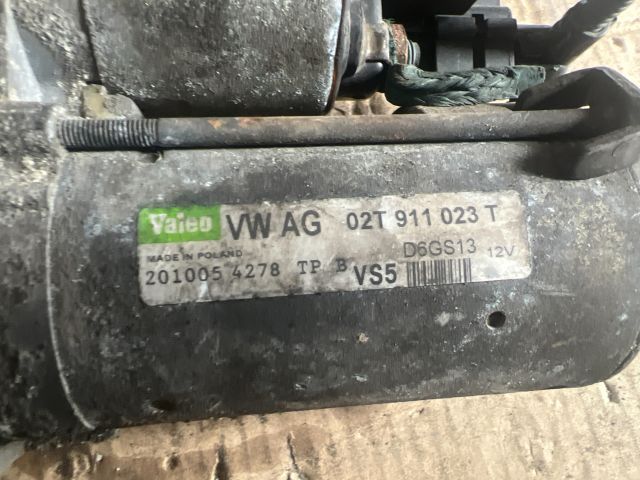 Valeo VW AG 02T 911 023 T
MADE IN POLAND D6GS13 12V
201005 4278 TP B VS5